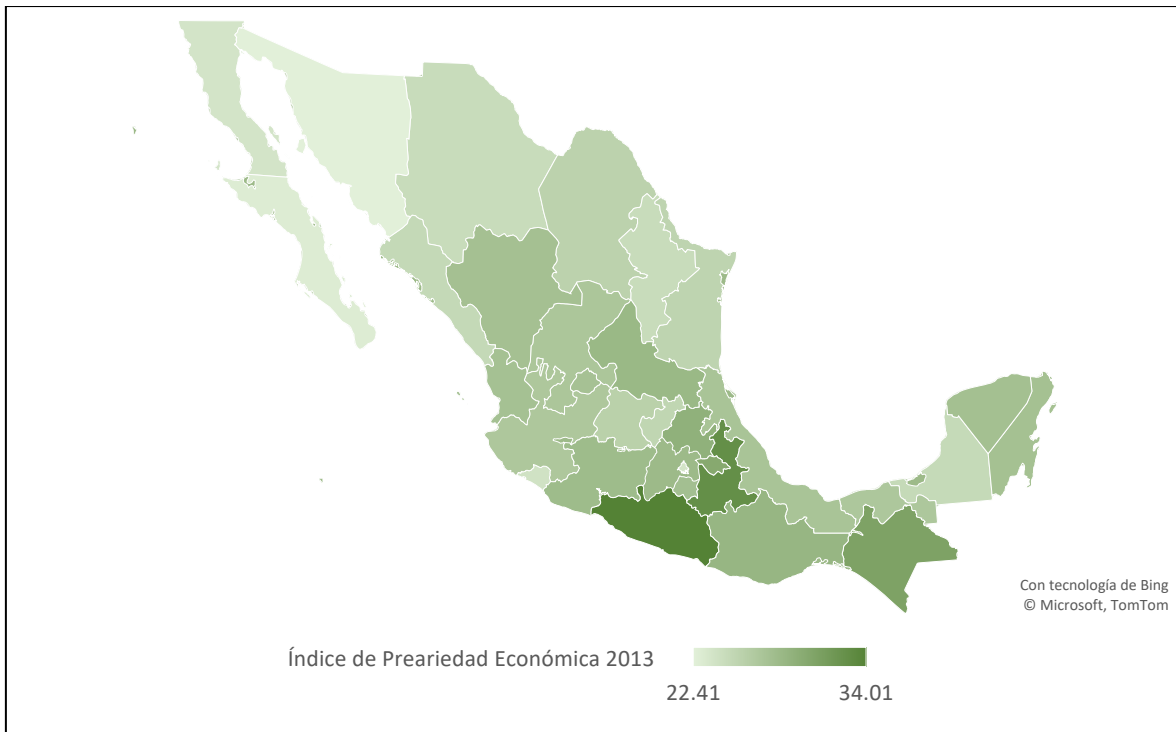 Con tecnología de Bing
© Microsoft, TomTom
Índice de Preariedad Económica 2013
22.41
34.01